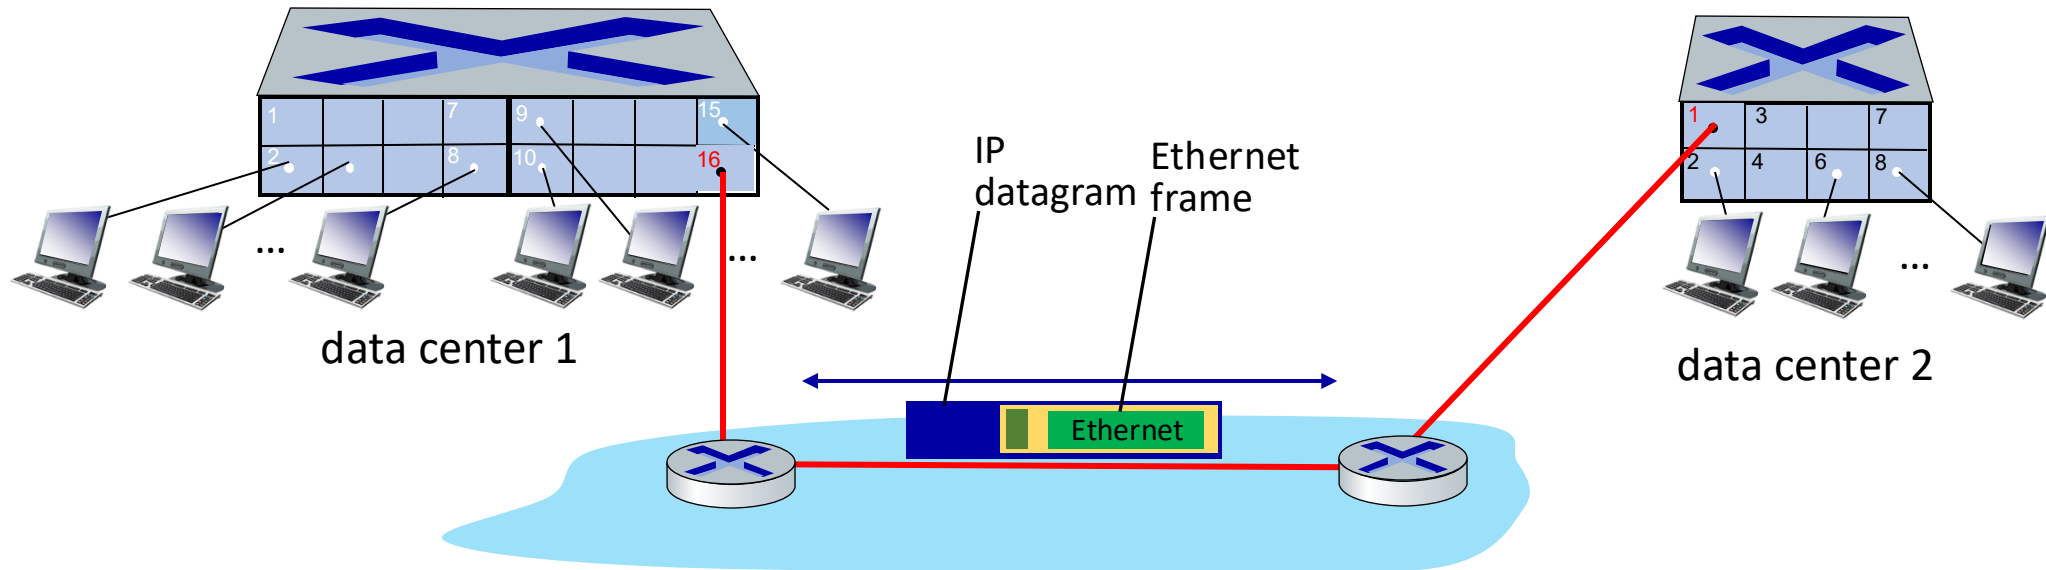 1
7
9
15
2
8
10
16
1
3
7
2
4
6
8
IP
datagram
Ethernet
frame
...
...
...
data center 1
data center 2
Ethernet